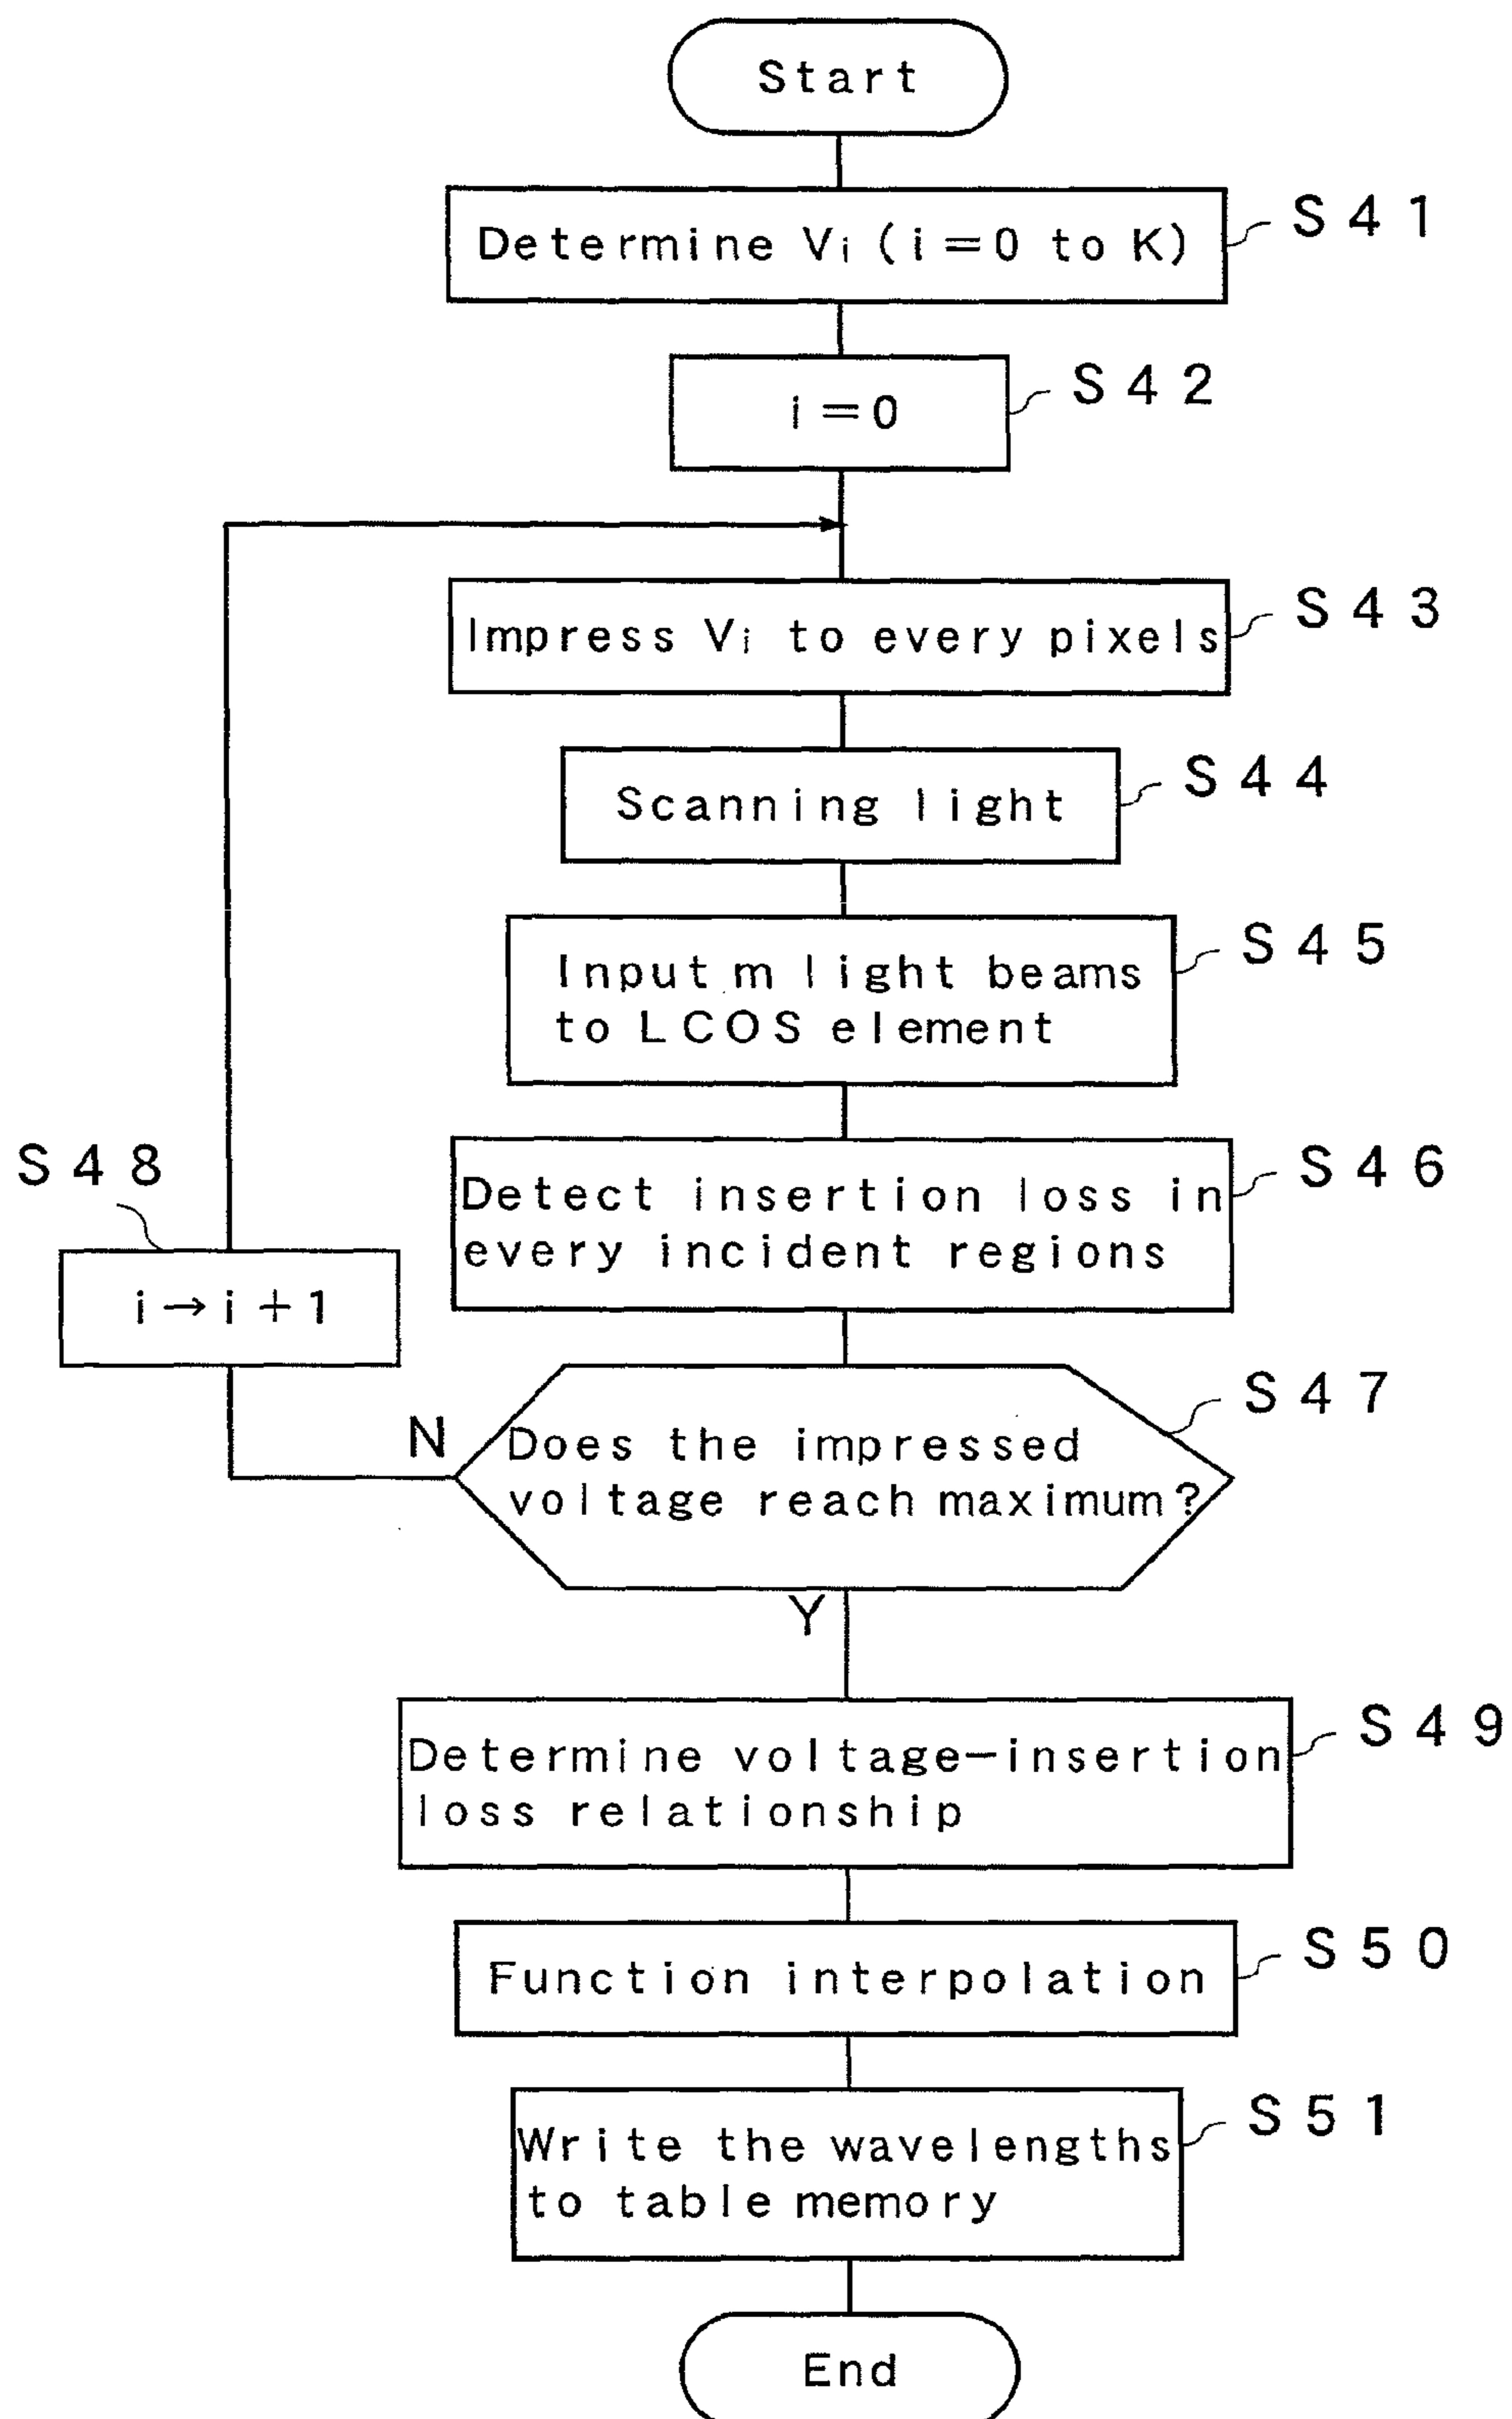 Start
Determine Vi (i=0 to K)
S41
i=0
S42
Impress Vi to every pixels
S43
Scanning light
S44
Input m light beams
to LCOS element
S45
Detect insertion loss in
every incident regions
S46
S48
i→i+1
Does the impressed
voltage reach maximum?
S47
N
Y
Determine voltage-insertion
loss relationship
S49
Function interpolation
S50
Write the wavelengths
to table memory
S51
End